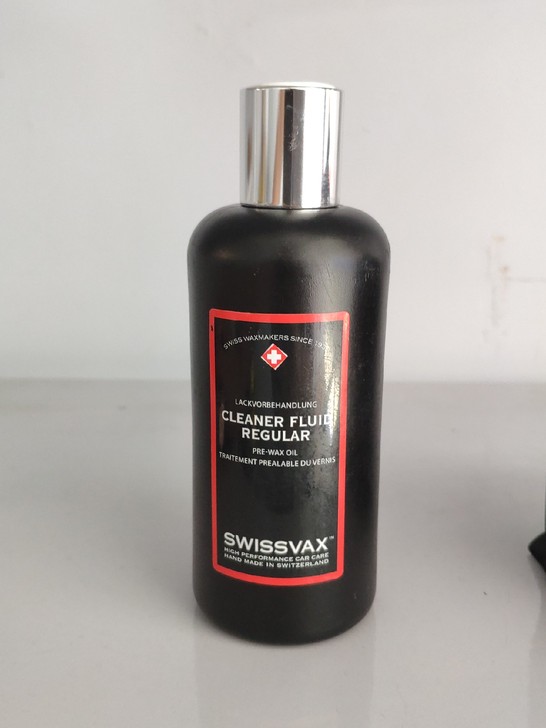 SWISS WAXMAKERS SINCE
LACKVORBEHANDLUNG
CLEANER FLUID
REGULAR
PRE-WAX OIL
TRAITEMENT PREALABLE DU VERNIS
SWISSVAX™
HIGH PERFORMANCE CAR CARE
HAND MADE IN SWITZERLAND